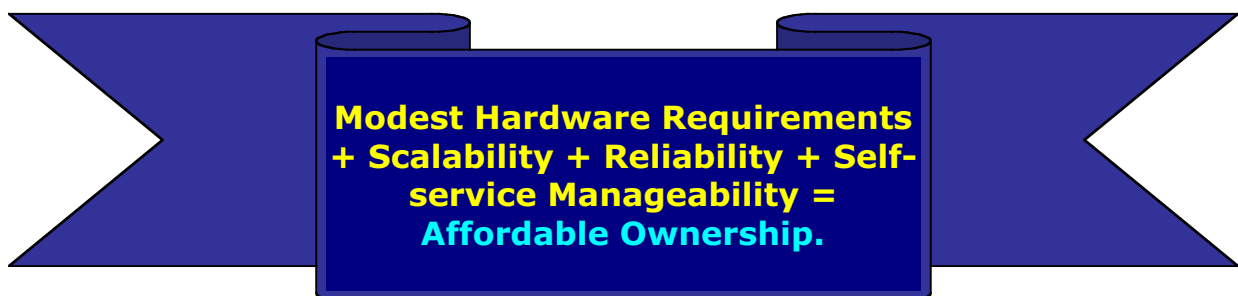 Modest Hardware Requirements
+ Scalability + Reliability + Self-
service Manageability =
Affordable Ownership.